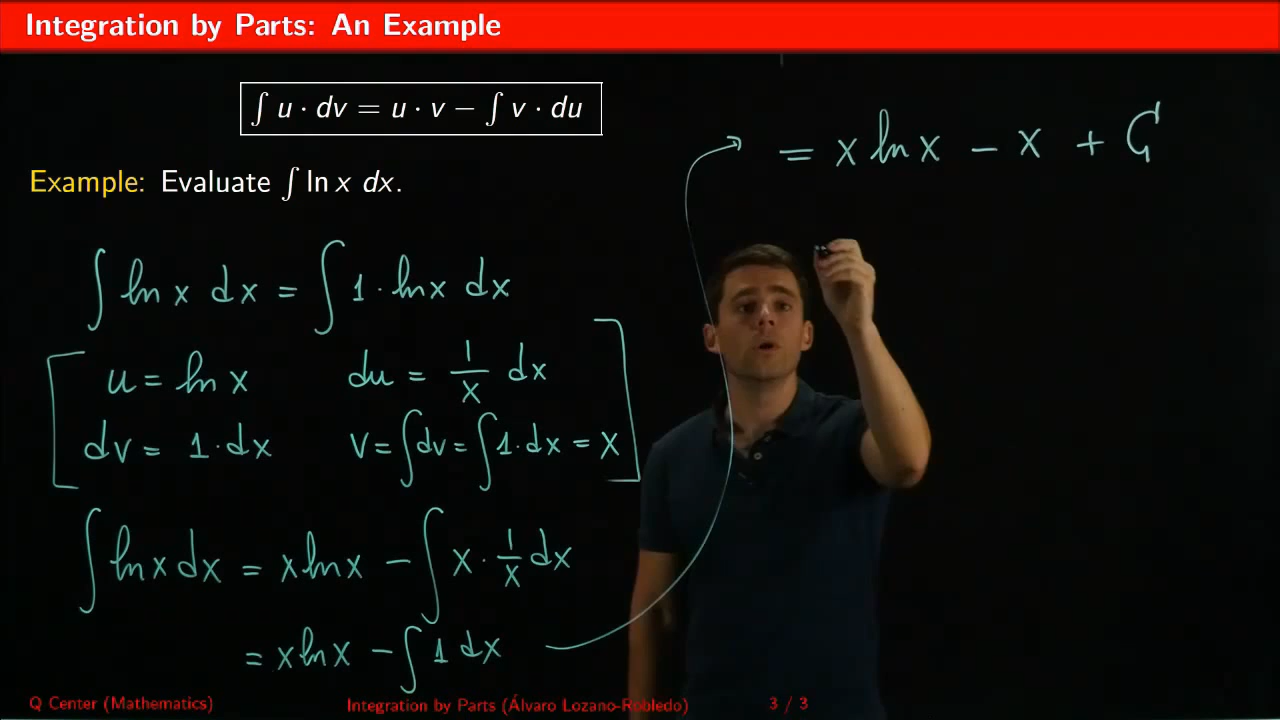 Integration by Parts: An Example
∫ u · dv = u · v − ∫ v · du
Example: Evaluate ∫ ln x dx.
∫ ln x dx = ∫ 1 · ln x dx
u = ln x du = 1/x dx
dv = 1 · dx v = ∫ dv = ∫ 1 · dx = x
∫ ln x dx = x ln x − ∫ x · 1/x dx
= x ln x − ∫ 1 dx
= x ln x − x + C
Q Center (Mathematics) Integration by Parts (Álvaro Lozano-Robledo) 3 / 3